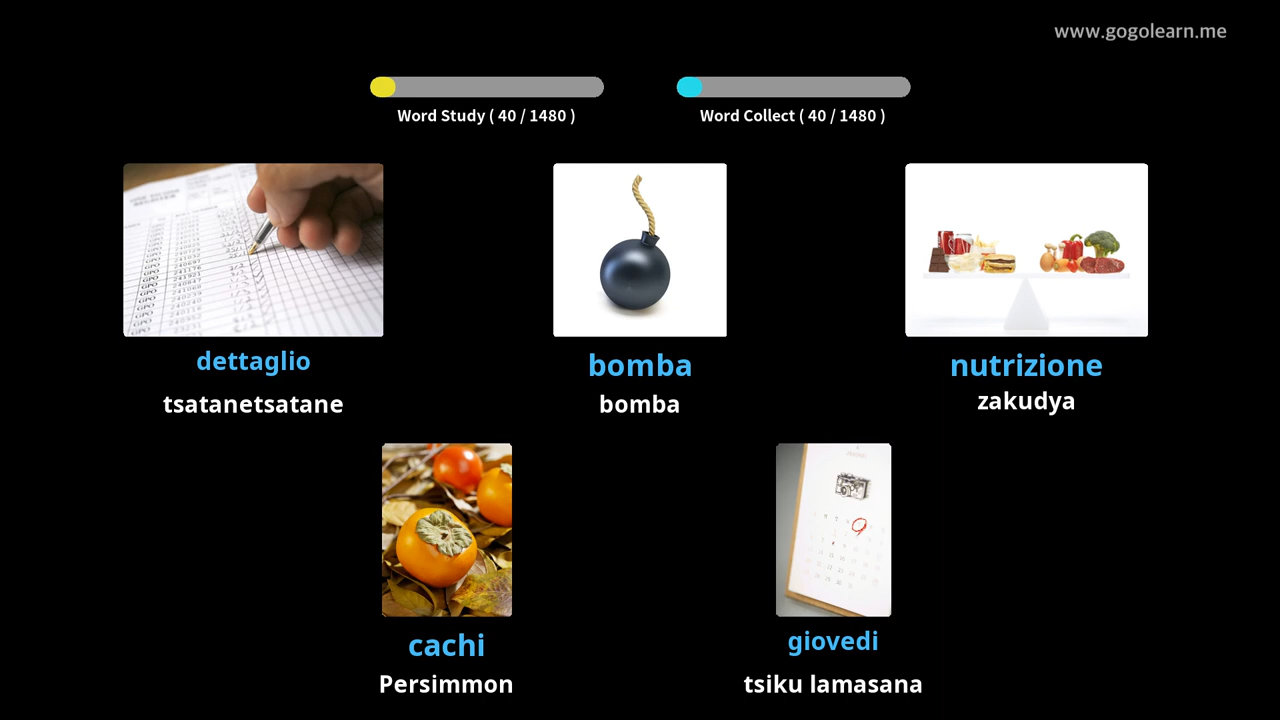 www.gogolearn.me
Word Study ( 40 / 1480 )
Word Collect ( 40 / 1480 )
dettaglio
tsatanetsatane
bomba
bomba
nutrizione
zakudya
cachi
Persimmon
giovedi
tsiku lamasana